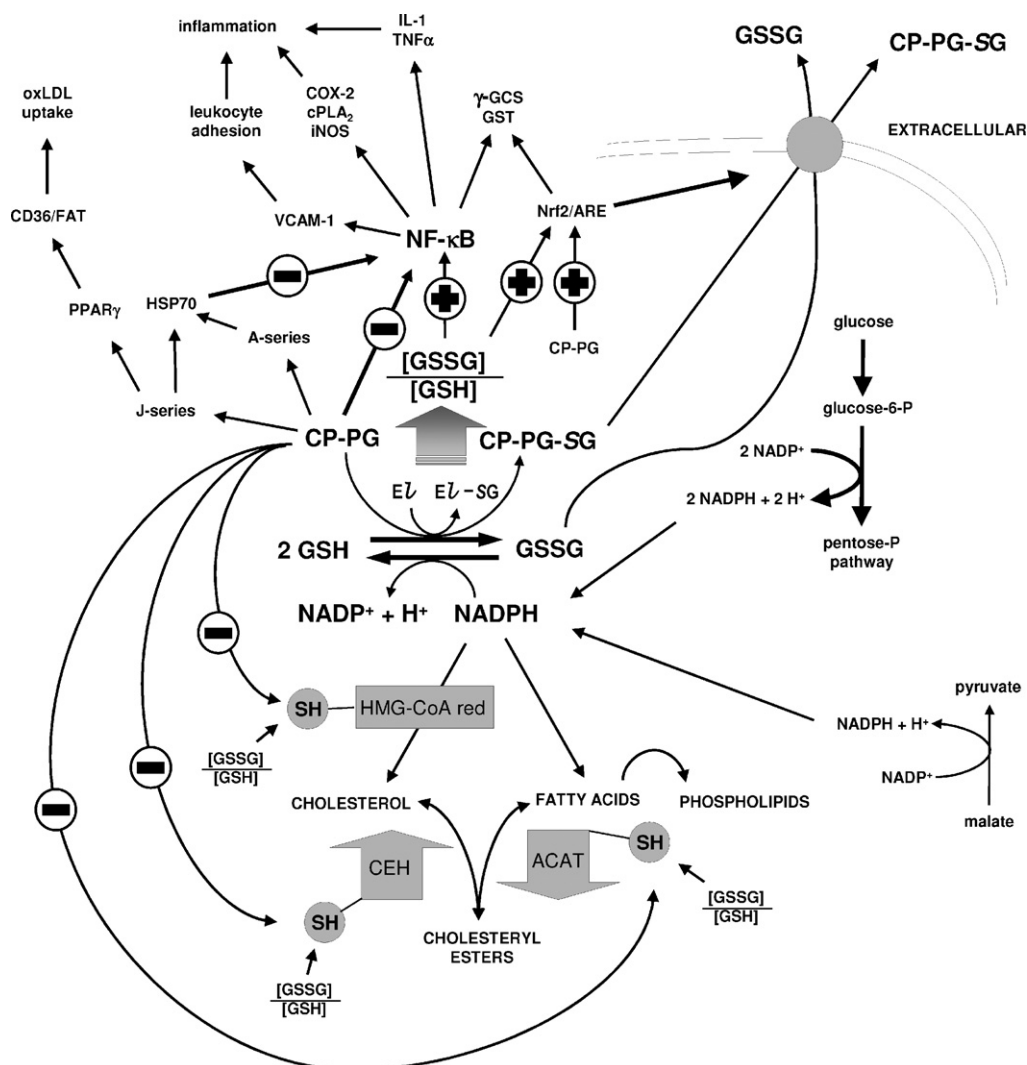 IL-1
TNFα
inflammation
GSSG
CP-PG-SG
oxLDL
uptake
leukocyte
adhesion
COX-2
cPLA₂
iNOS
γ-GCS
GST
EXTRACELLULAR
CD36/FAT
VCAM-1
NF-κB
Nrf2/ARE
PPARγ
HSP70
A-series
CP-PG
glucose
[GSSG]
[GSH]
J-series
glucose-6-P
CP-PG
CP-PG-SG
2 NADP⁺
El
El-SG
2 NADPH + 2 H⁺
2 GSH
GSSG
pentose-P
pathway
NADP⁺ + H⁺
NADPH
SH
HMG-CoA red
[GSSG]
[GSH]
pyruvate
NADPH + H⁺
NADP⁺
malate
CHOLESTEROL
FATTY ACIDS
PHOSPHOLIPIDS
CEH
ACAT
SH
SH
[GSSG]
[GSH]
CHOLESTERYL
ESTERS
[GSSG]
[GSH]